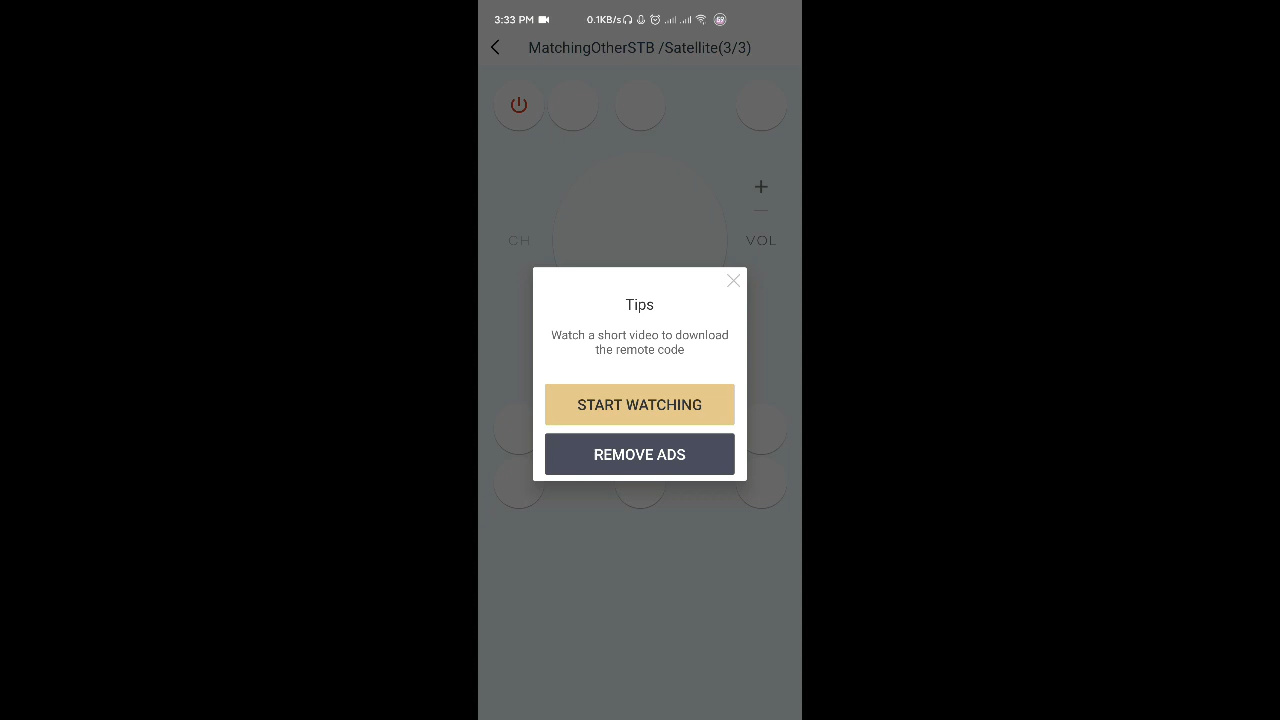 3:33 PM 0.1KB/s
MatchingOtherSTB /Satellite(3/3)
+
—
CH VOL
Tips
Watch a short video to download
the remote code
START WATCHING
REMOVE ADS